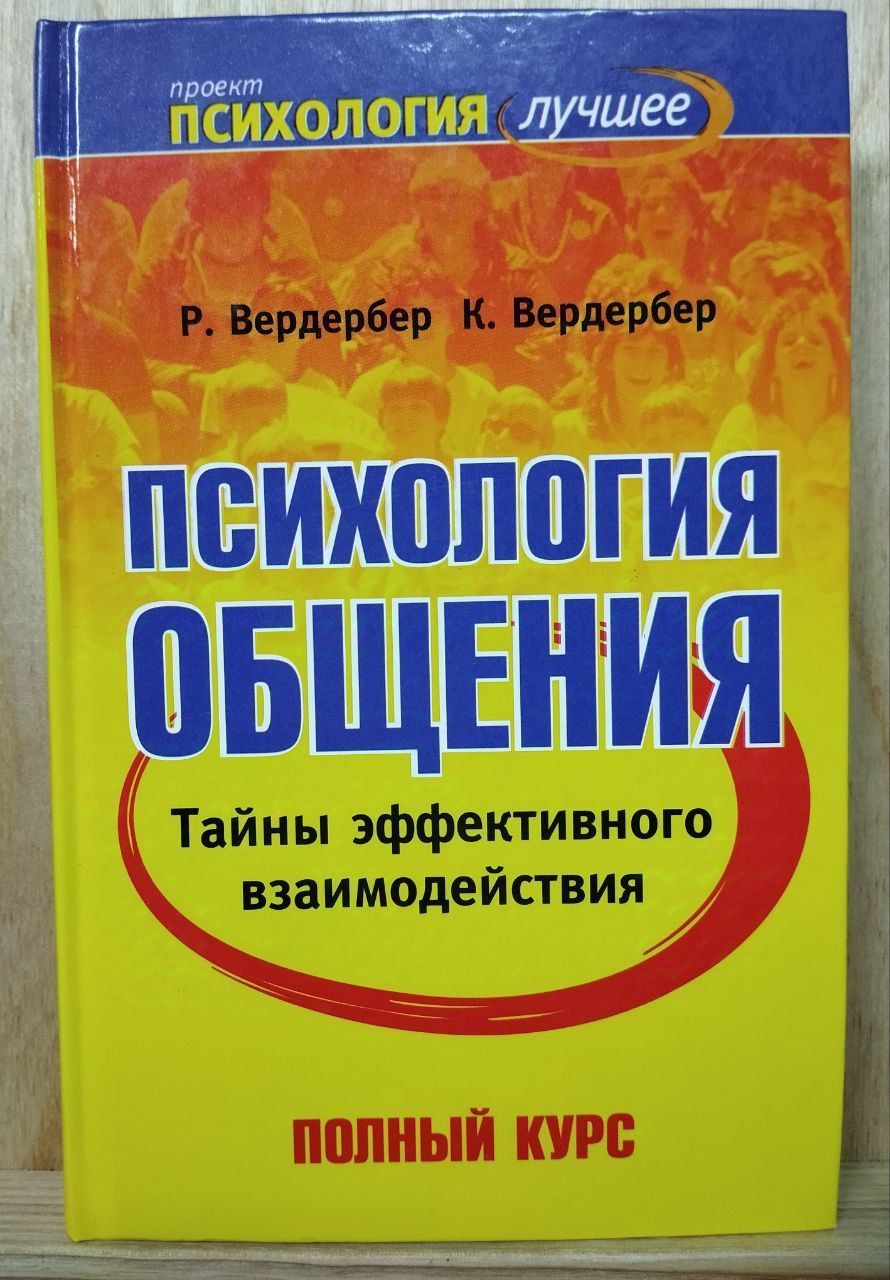 проект
ПСИХОЛОГИЯ лучшее
Р. Вердербер К. Вердербер
ПСИХОЛОГИЯ
ОБЩЕНИЯ
Тайны эффективного
взаимодействия
ПОЛНЫЙ КУРС